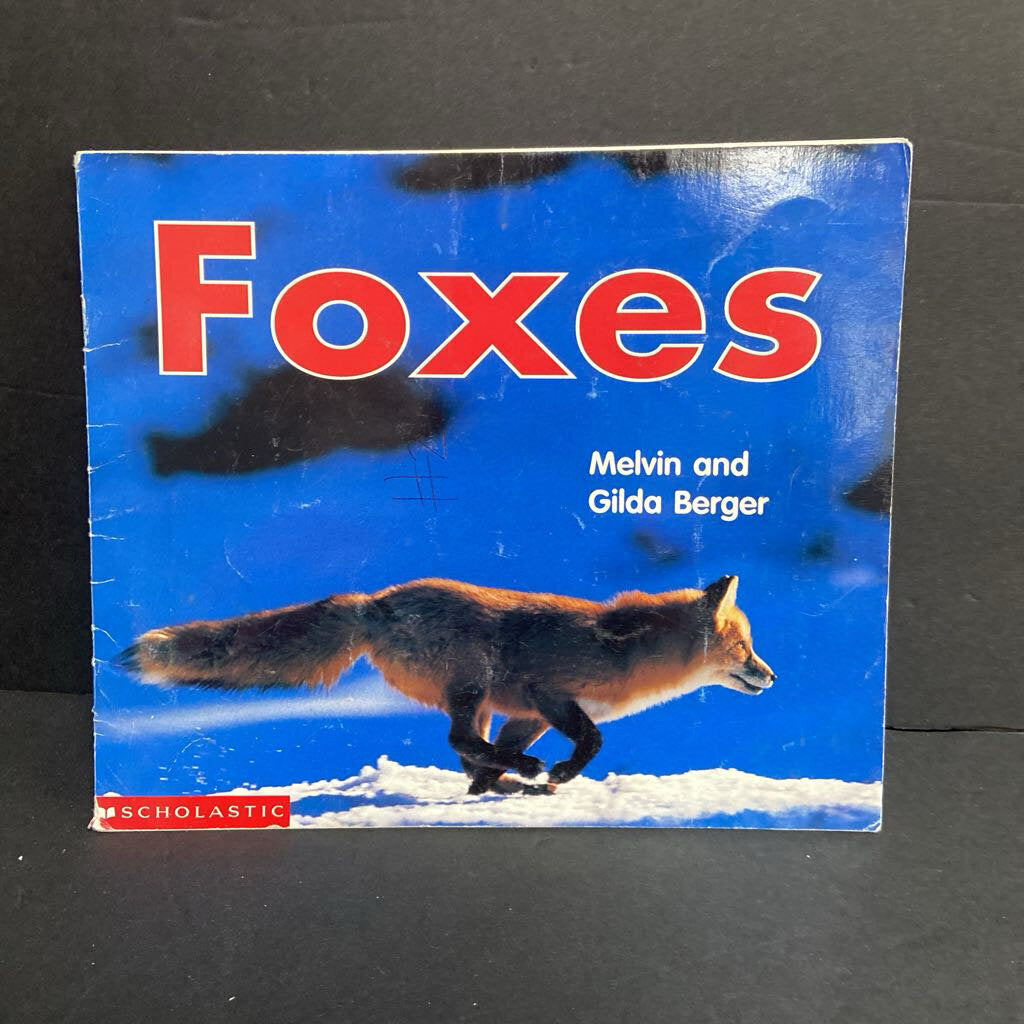 Foxes
Melvin and
Gilda Berger
SCHOLASTIC